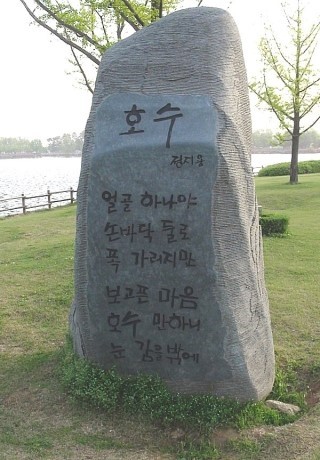 호수
정지용
얼골 하나야
손바닥 둘로
폭 가리지만
보고픈 마음
호수 만하니
눈 감을 밖에